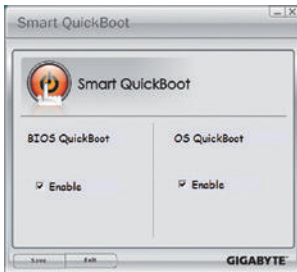 Smart QuickBoot
Smart QuickBoot
BIOS QuickBoot OS QuickBoot
Enable Enable
Save Exit GIGABYTE